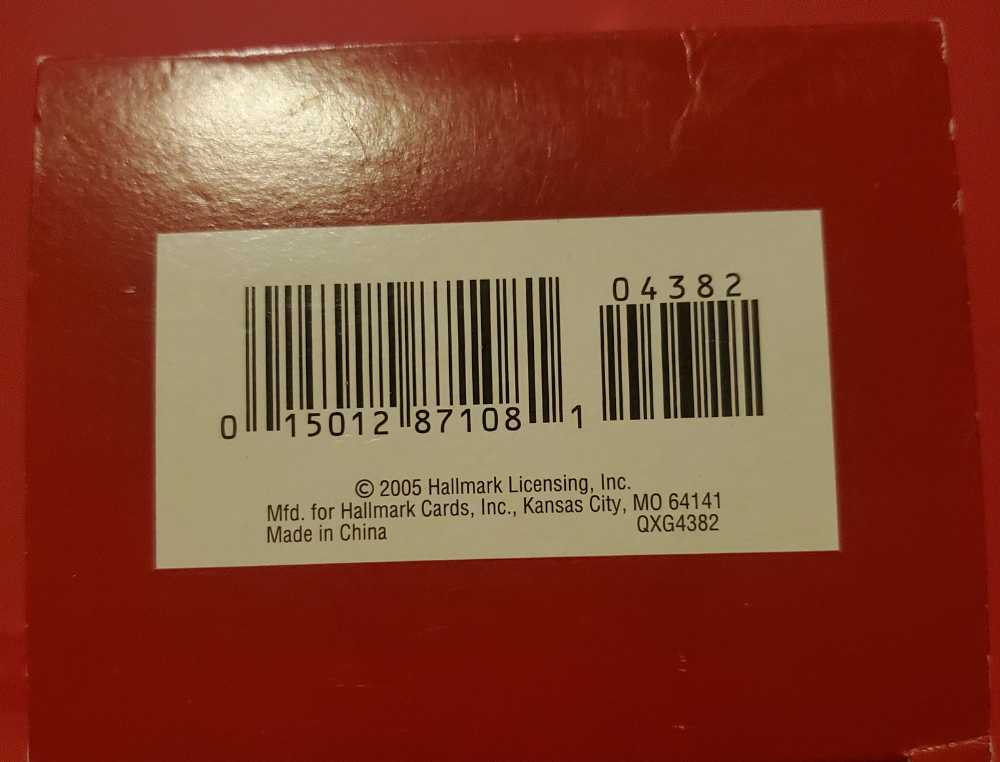 04382
0 15012 87108 1
© 2005 Hallmark Licensing, Inc.
Mfd. for Hallmark Cards, Inc., Kansas City, MO 64141
Made in China QXG4382